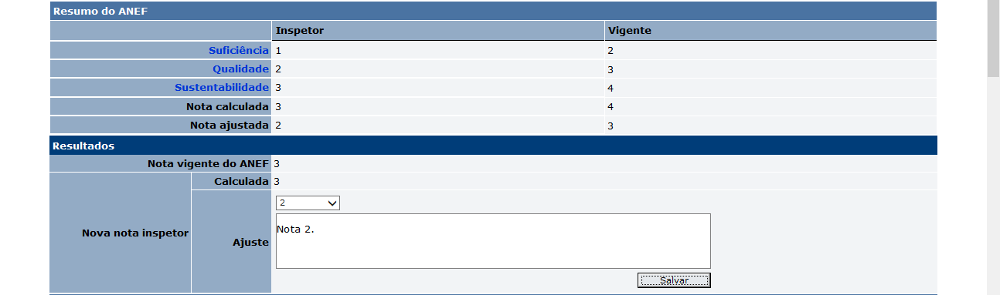 Resumo do ANEF
Inspetor Vigente
Suficiência 1 2
Qualidade 2 3
Sustentabilidade 3 4
Nota calculada 3 4
Nota ajustada 2 3
Resultados
Nota vigente do ANEF 3
Calculada 3
2
Nova nota inspetor Ajuste Nota 2.
Salvar